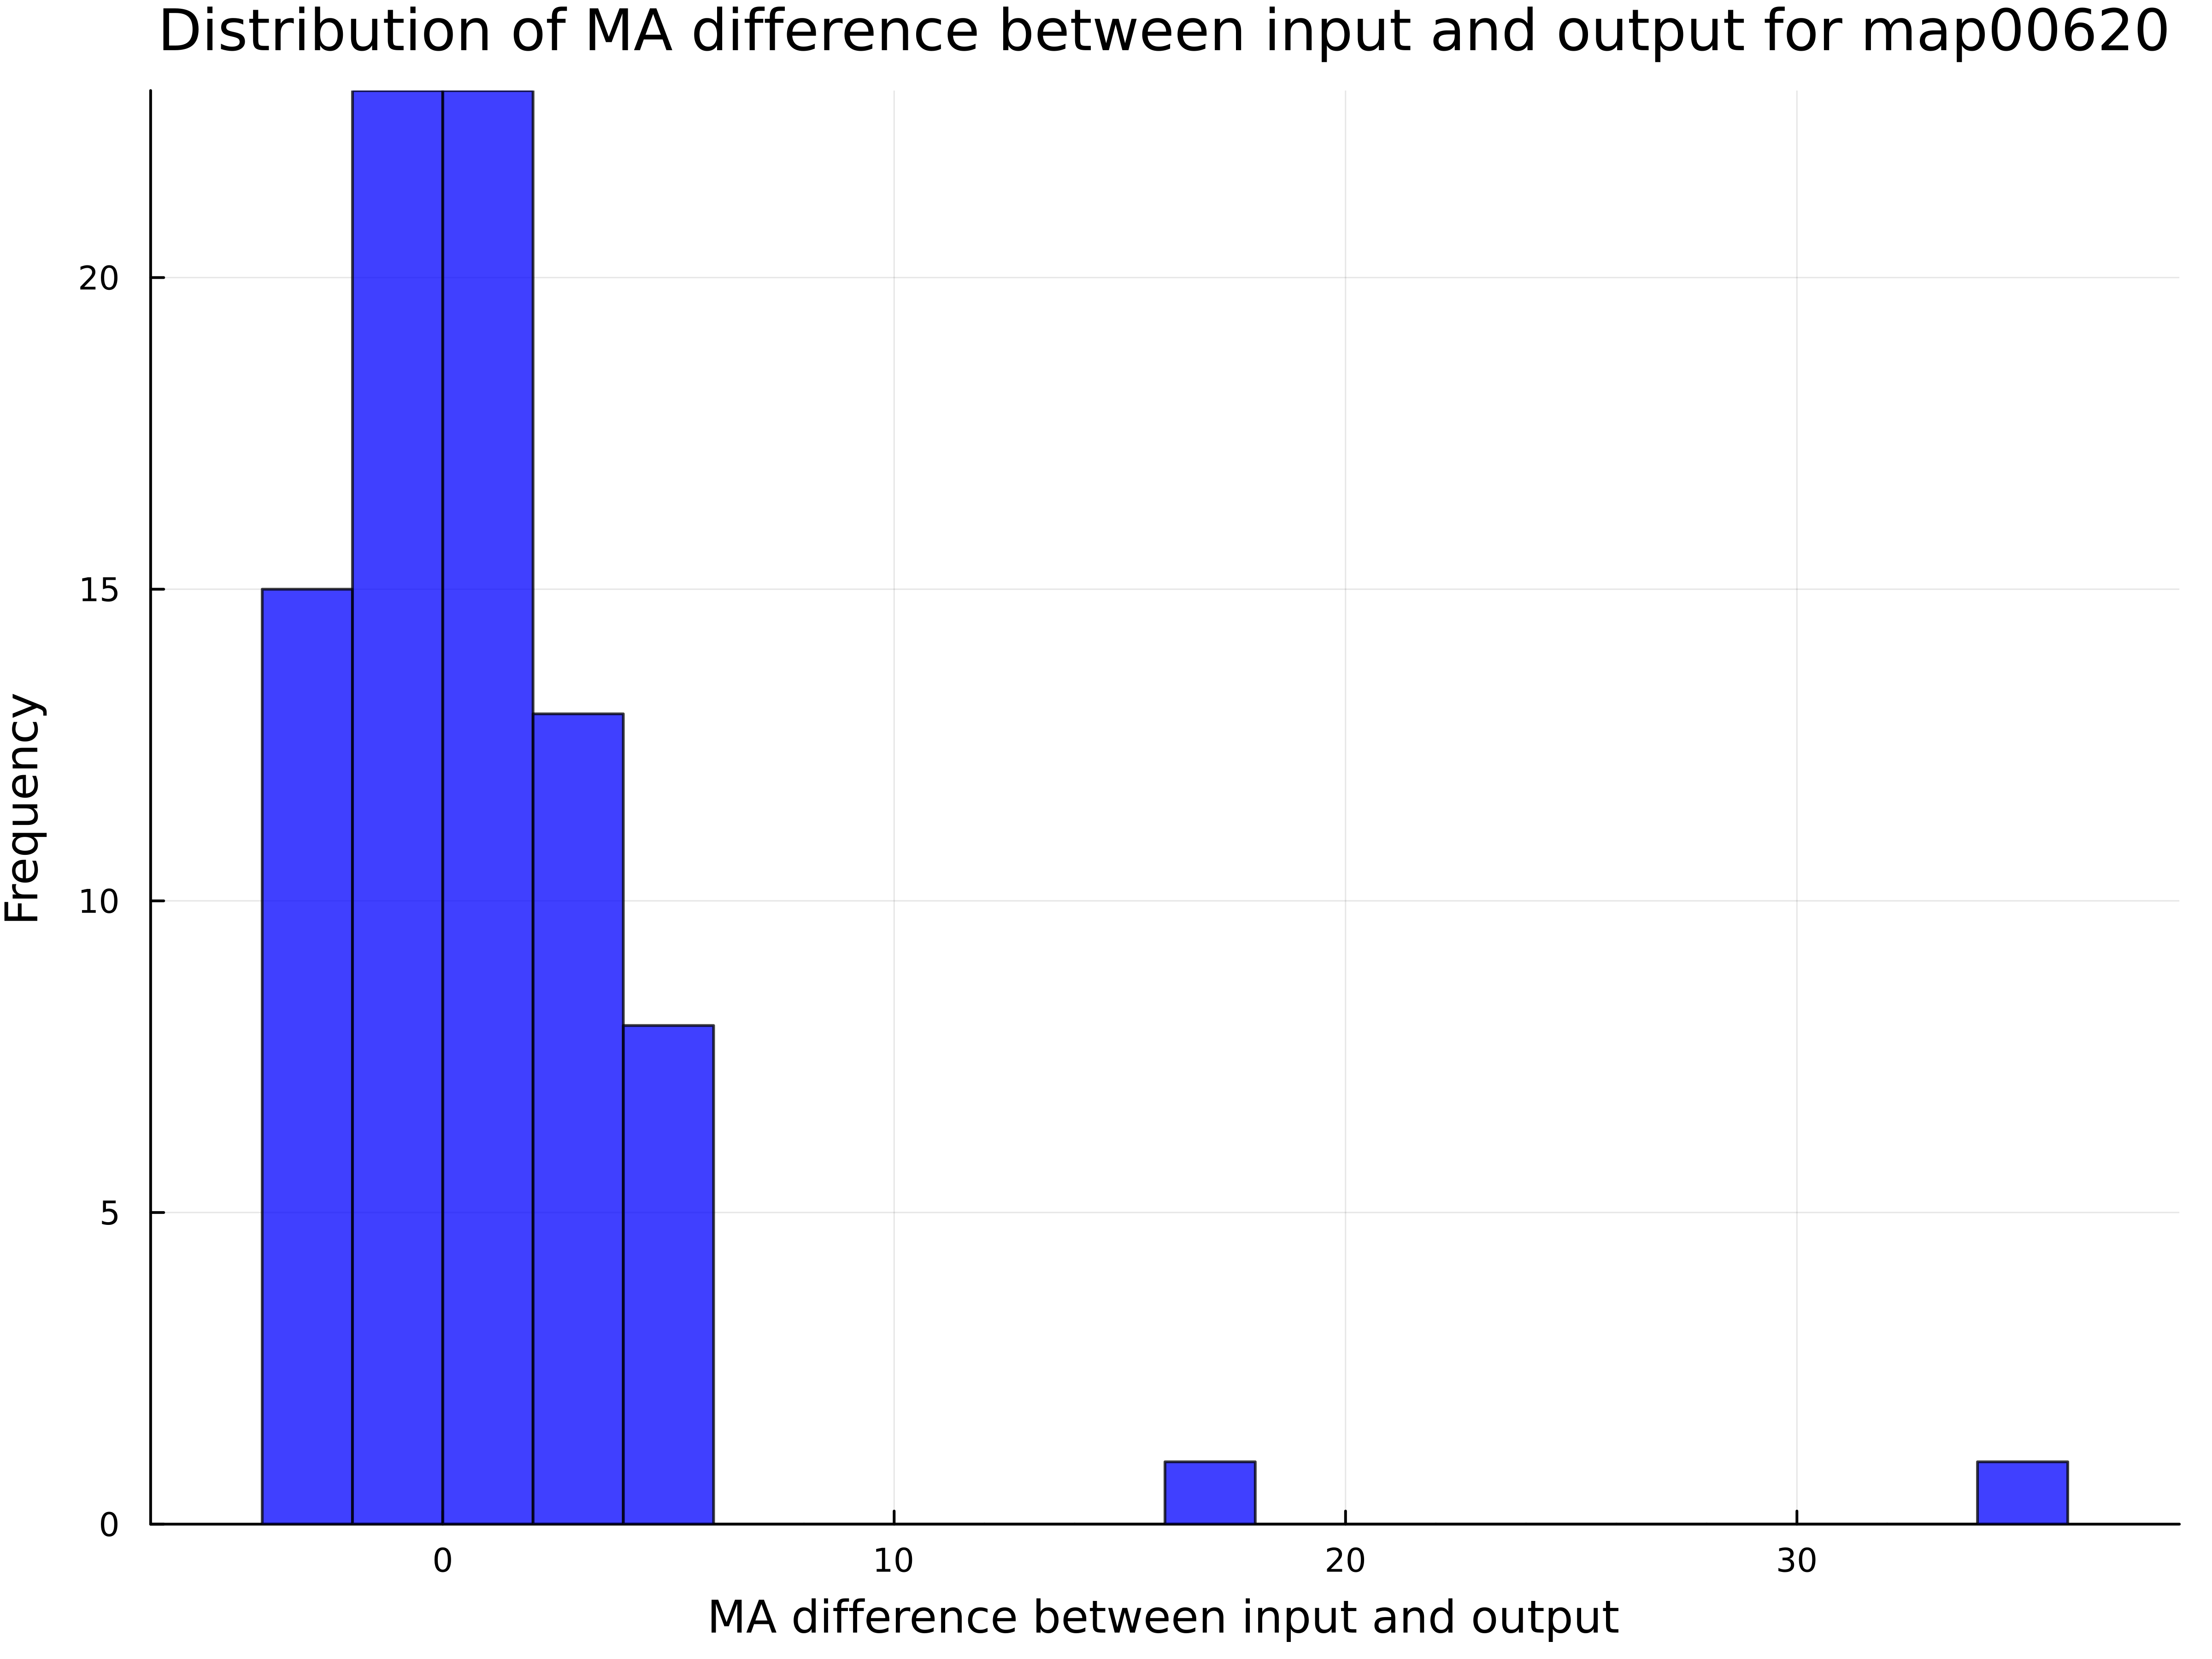 Distribution of MA difference between input and output for map00620
20
15
10
5
0
Frequency
0 10 20 30
MA difference between input and output